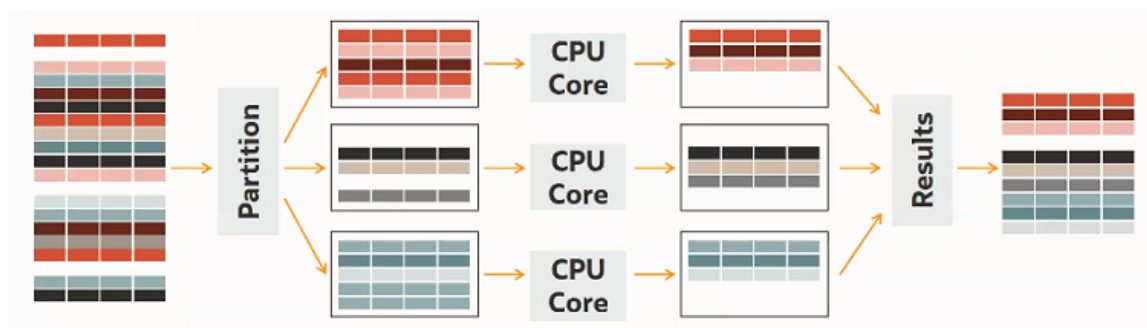 Partition
CPU
Core
CPU
Core
CPU
Core
Results